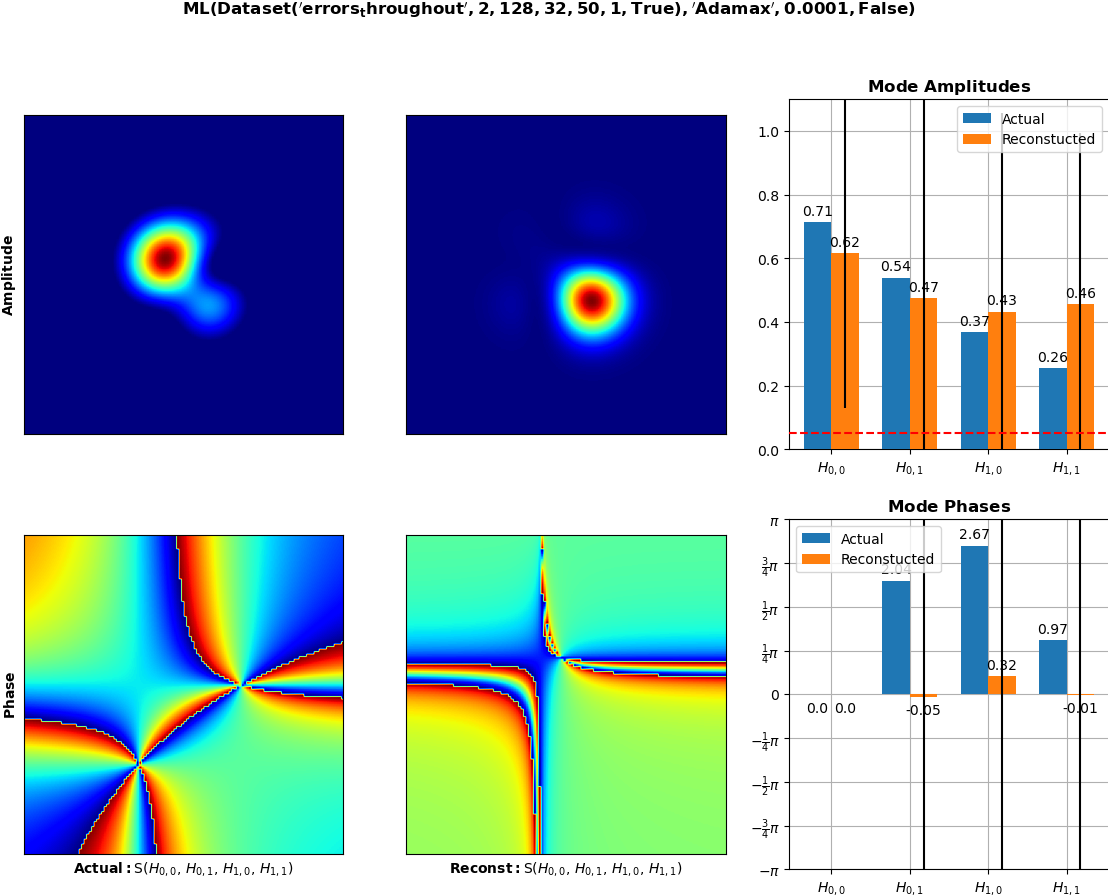 ML(Dataset('errors_throughout', 2, 128, 32, 50, 1, True), 'Adamax', 0.0001, False)
Mode Amplitudes
Amplitude
Actual
Reconstucted
1.0
0.8
0.6
0.4
0.2
0.0
0.71
0.62
0.54
0.47
0.37
0.43
0.26
0.46
H0,0 H0,1 H1,0 H1,1
Mode Phases
Phase
Actual
Reconstucted
π
3/4π
1/2π
1/4π
0
−1/4π
−1/2π
−3/4π
−π
0.0 0.0
2.04
-0.05
2.67
0.32
0.97
-0.01
H0,0 H0,1 H1,0 H1,1
Actual: S(H0,0, H0,1, H1,0, H1,1)
Reconst: S(H0,0, H0,1, H1,0, H1,1)